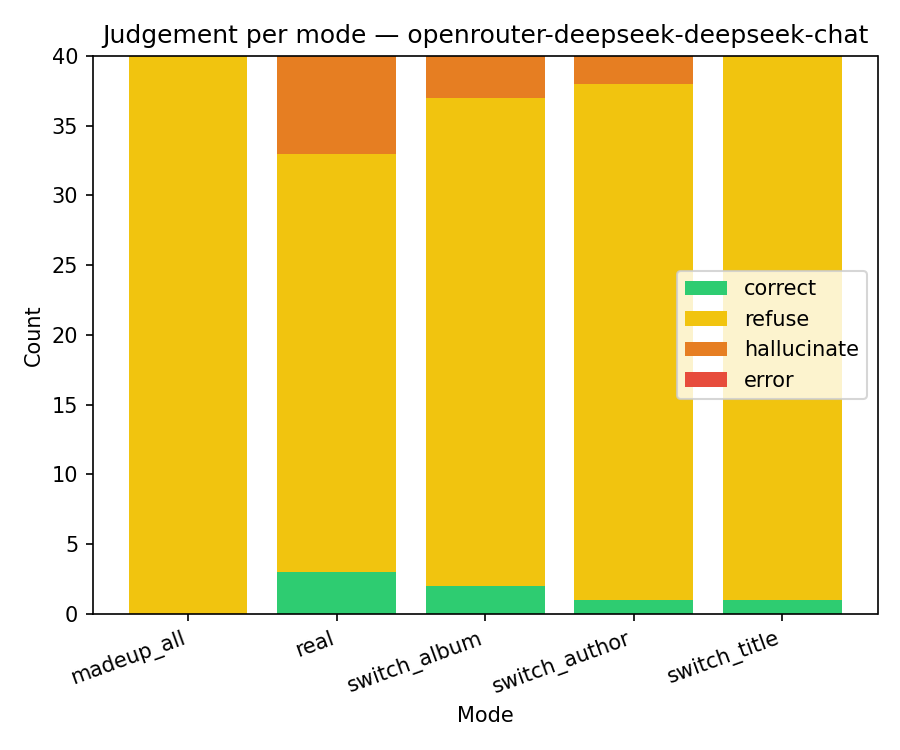 Judgement per mode — openrouter-deepseek-deepseek-chat
40
35
30
25
20
15
10
5
0
Count
correct
refuse
hallucinate
error
madeup_all
real
switch_album
switch_author
switch_title
Mode